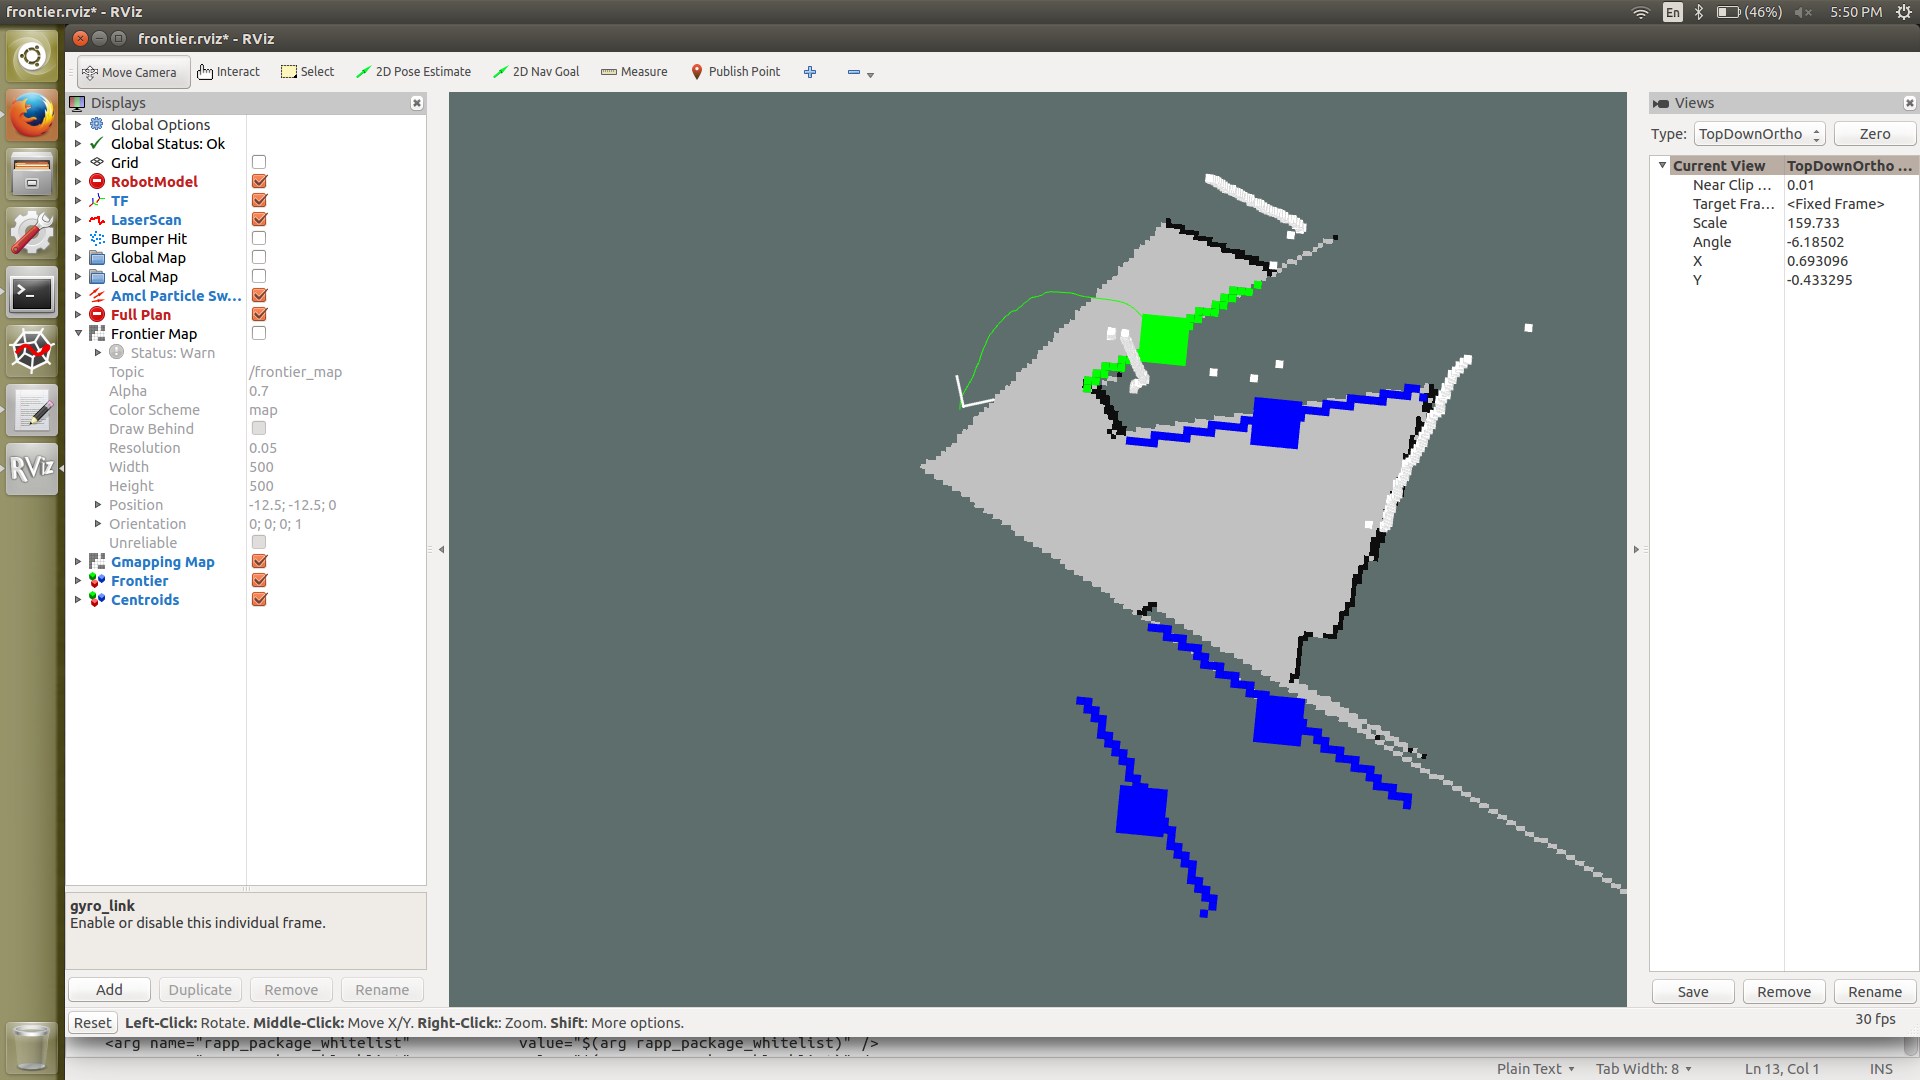 frontier.rviz* - RViz
En
(46%)
5:50 PM
frontier.rviz* - RViz
Move Camera
Interact
Select
2D Pose Estimate
2D Nav Goal
Measure
Publish Point
Displays
Global Options
Global Status: Ok
Grid
RobotModel
TF
LaserScan
Bumper Hit
Global Map
Local Map
Amcl Particle Sw...
Full Plan
Frontier Map
Status: Warn
Topic /frontier_map
Alpha 0.7
Color Scheme map
Draw Behind
Resolution 0.05
Width 500
Height 500
Position -12.5; -12.5; 0
Orientation 0; 0; 0; 1
Unreliable
Gmapping Map
Frontier
Centroids
gyro_link
Enable or disable this individual frame.
Add Duplicate Remove Rename
Views
Type: TopDownOrtho Zero
Current View TopDownOrtho ...
Near Clip ... 0.01
Target Fra... <Fixed Frame>
Scale 159.733
Angle -6.18502
X 0.693096
Y -0.433295
Save Remove Rename
RViz
Reset Left-Click: Rotate. Middle-Click: Move X/Y. Right-Click:: Zoom. Shift: More options.
30 fps
<arg name="rapp_package_whitelist" value="$(arg rapp_package_whitelist)" />
Plain Text Tab Width: 8 Ln 13, Col 1 INS